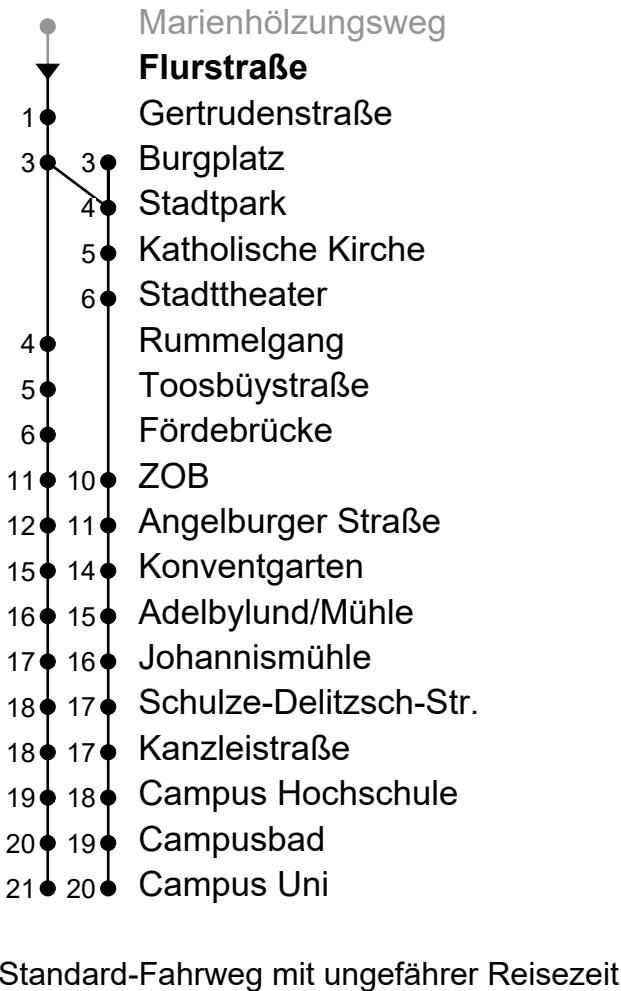 Marienhölzungsweg
Flurstraße
1 Gertrudenstraße
3 3 Burgplatz
4 Stadtpark
5 Katholische Kirche
6 Stadttheater
4 Rummelgang
5 Toosbüystraße
6 Fördebrücke
11 10 ZOB
12 11 Angelburger Straße
15 14 Konventgarten
16 15 Adelbylund/Mühle
17 16 Johannismühle
18 17 Schulze-Delitzsch-Str.
18 17 Kanzleistraße
19 18 Campus Hochschule
20 19 Campusbad
21 20 Campus Uni
Standard-Fahrweg mit ungefährer Reisezeit